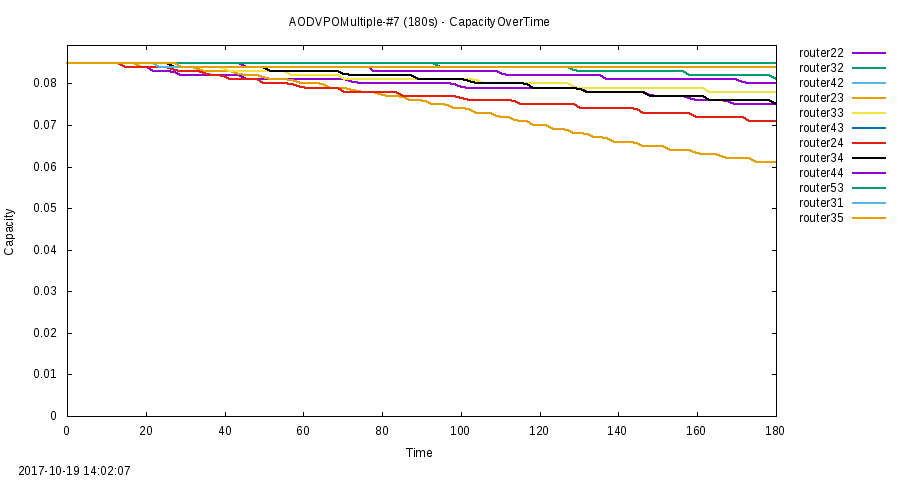 AODVPOMultiple-#7 (180s) - CapacityOverTime
router22
router32
router42
router23
router33
router43
router24
router34
router44
router53
router31
router35
0.08
0.07
0.06
0.05
0.04
0.03
0.02
0.01
0
Capacity
0 20 40 60 80 100 120 140 160 180
Time
2017-10-19 14:02:07